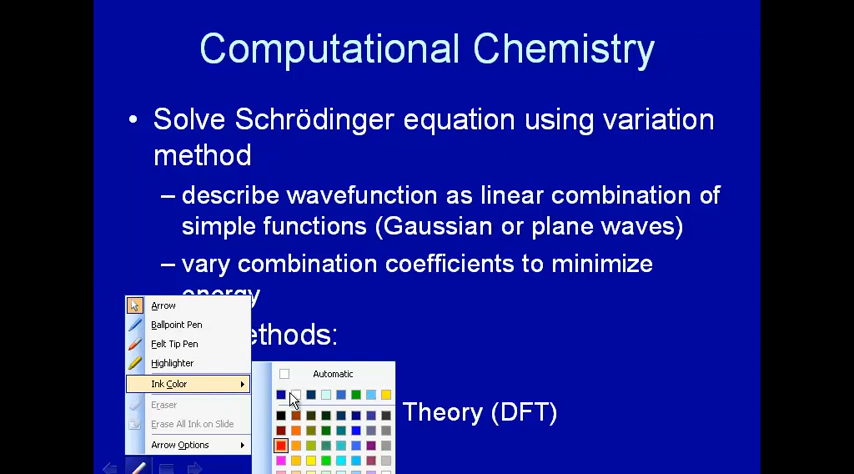 Computational Chemistry
• Solve Schrödinger equation using variation
method
– describe wavefunction as linear combination of
simple functions (Gaussian or plane waves)
– vary combination coefficients to minimize
energy
ethods:
Theory (DFT)
Arrow
Ballpoint Pen
Felt Tip Pen
Highlighter
Ink Color
Eraser
Erase All Ink on Slide
Arrow Options
Automatic